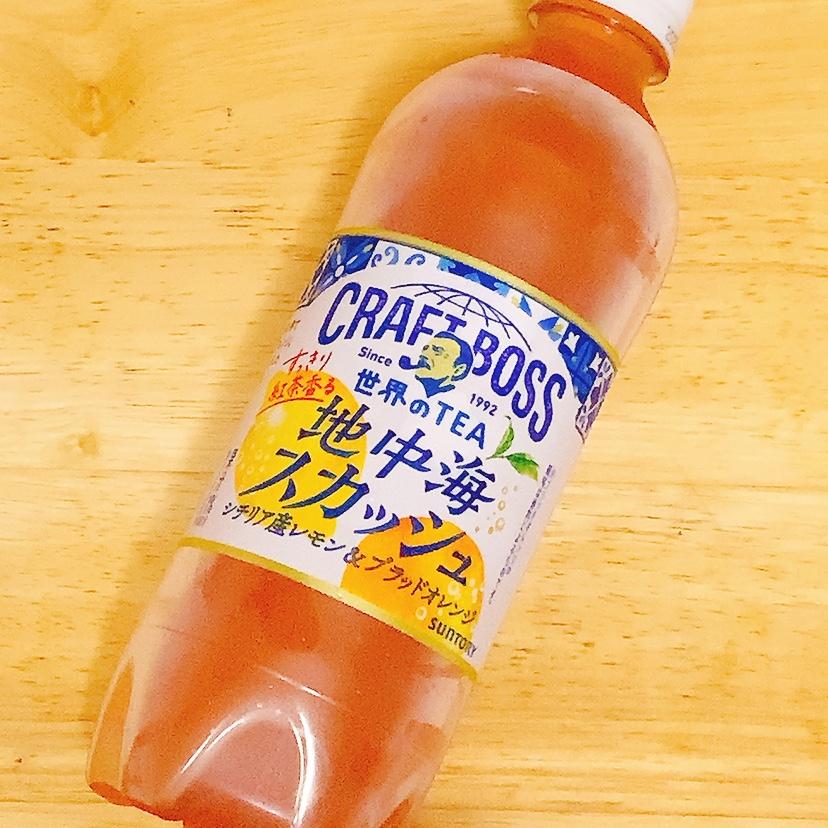 CRAFT BOSS
Since 1992
世界のTEA
すっきり
紅茶香る
地中海
スカッシュ
シチリア産レモン&ブラッドオレンジ
SUNTORY